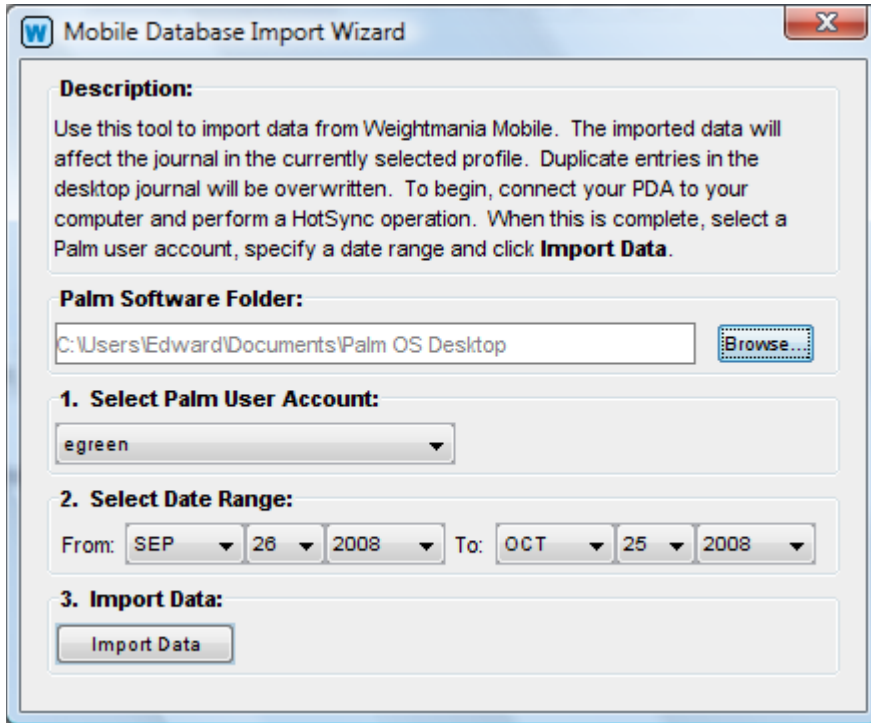 W Mobile Database Import Wizard X
Description:
Use this tool to import data from Weightmania Mobile. The imported data will
affect the journal in the currently selected profile. Duplicate entries in the
desktop journal will be overwritten. To begin, connect your PDA to your
computer and perform a HotSync operation. When this is complete, select a
Palm user account, specify a date range and click Import Data.
Palm Software Folder:
C:\Users\Edward\Documents\Palm OS Desktop Browse...
1. Select Palm User Account:
egreen
2. Select Date Range:
From: SEP 26 2008 To: OCT 25 2008
3. Import Data:
Import Data